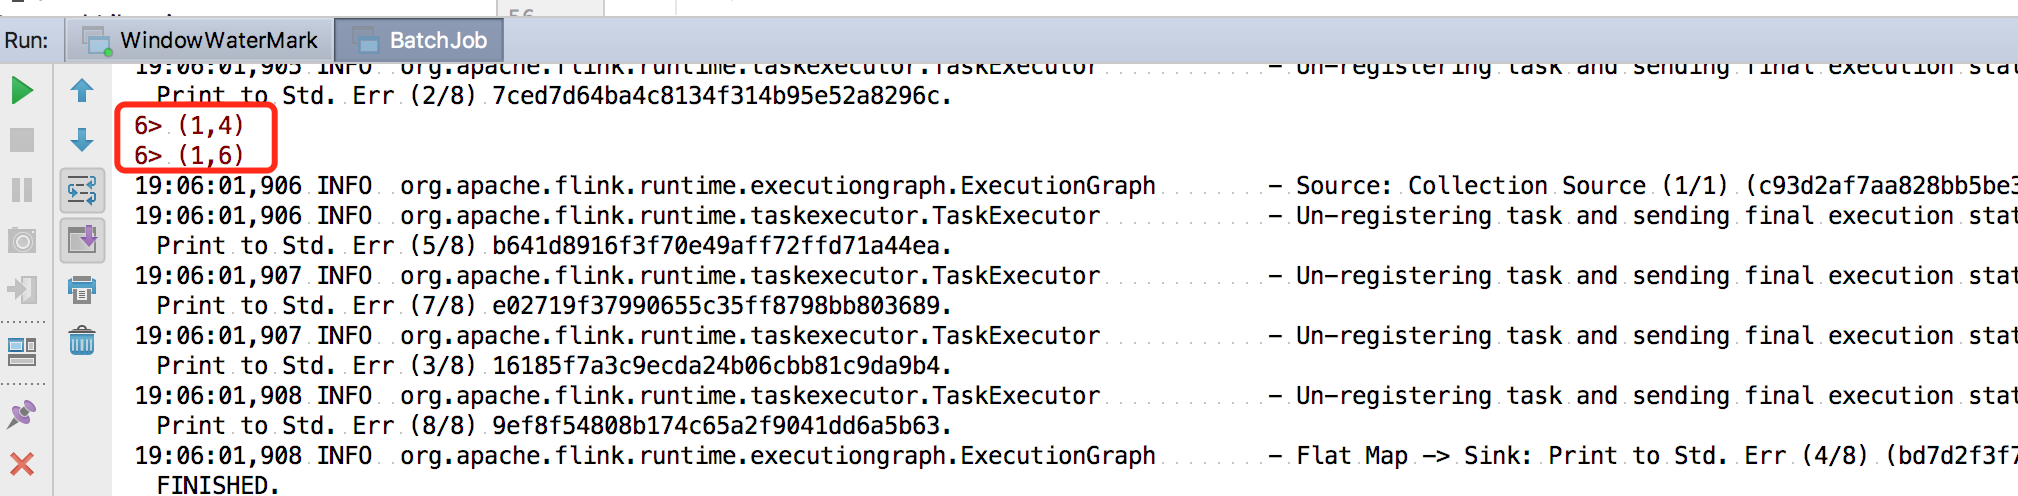 56
Run: WindowWaterMark BatchJob
19:06:01,905 INFO org.apache.flink.runtime.taskexecutor.TaskExecutor - Un-registering task and sending final execution stat
Print to Std. Err (2/8) 7ced7d64ba4c8134f314b95e52a8296c.
6> (1,4)
6> (1,6)
19:06:01,906 INFO org.apache.flink.runtime.executiongraph.ExecutionGraph - Source: Collection Source (1/1) (c93d2af7aa828bb5be3
19:06:01,906 INFO org.apache.flink.runtime.taskexecutor.TaskExecutor - Un-registering task and sending final execution stat
Print to Std. Err (5/8) b641d8916f3f70e49aff72ffd71a44ea.
19:06:01,907 INFO org.apache.flink.runtime.taskexecutor.TaskExecutor - Un-registering task and sending final execution stat
Print to Std. Err (7/8) e02719f37990655c35ff8798bb803689.
19:06:01,907 INFO org.apache.flink.runtime.taskexecutor.TaskExecutor - Un-registering task and sending final execution stat
Print to Std. Err (3/8) 16185f7a3c9ecda24b06cbb81c9da9b4.
19:06:01,908 INFO org.apache.flink.runtime.taskexecutor.TaskExecutor - Un-registering task and sending final execution stat
Print to Std. Err (8/8) 9ef8f54808b174c65a2f9041dd6a5b63.
19:06:01,908 INFO org.apache.flink.runtime.executiongraph.ExecutionGraph - Flat Map -> Sink: Print to Std. Err (4/8) (bd7d2f3f7
FINISHED.